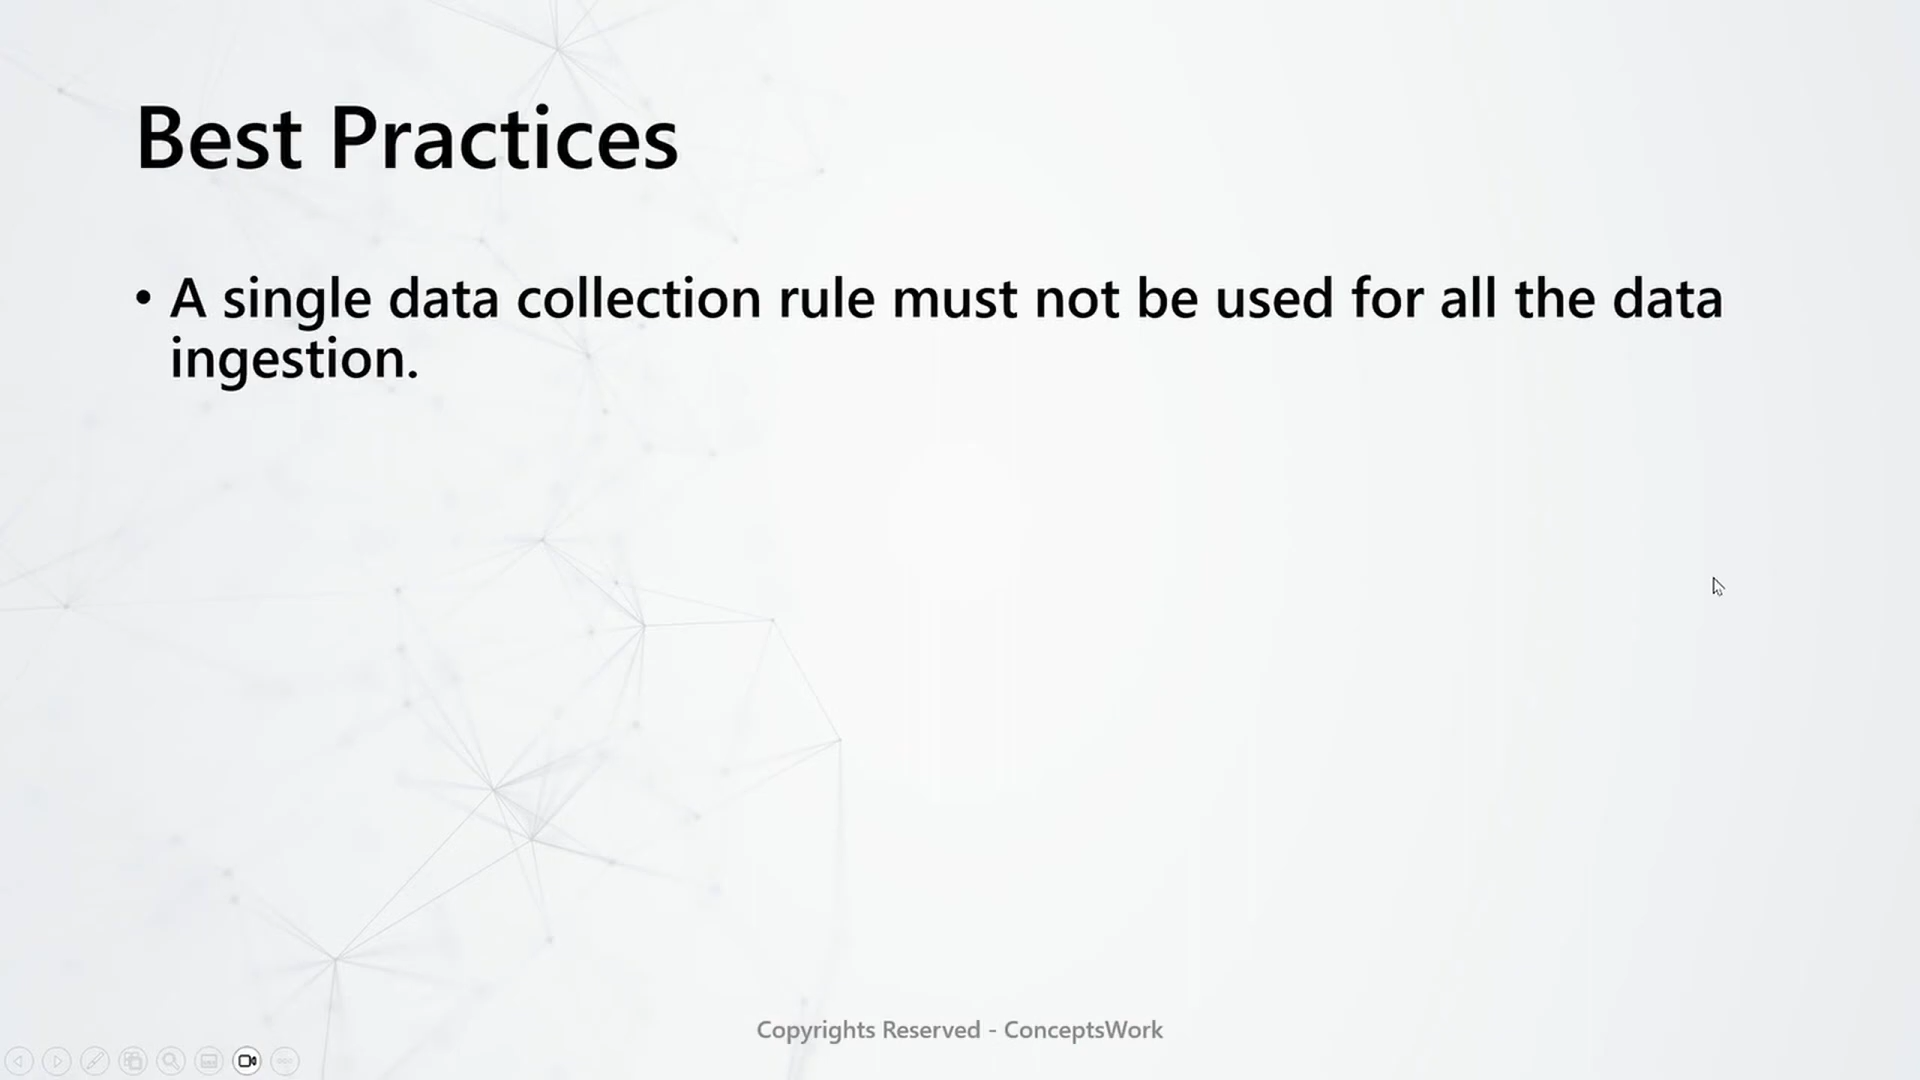 Best Practices
• A single data collection rule must not be used for all the data
ingestion.
Copyrights Reserved - ConceptsWork